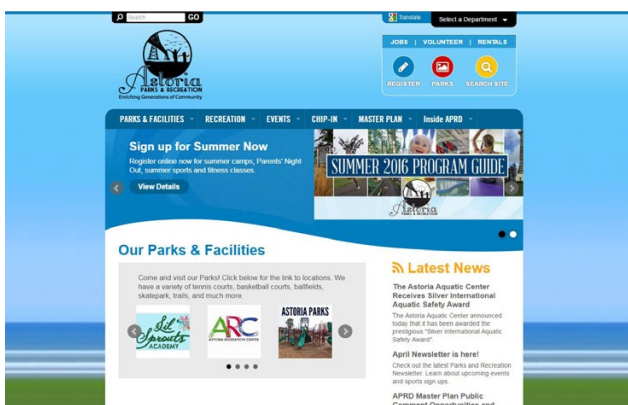 Search
GO
Translate
Select a Department
JOBS | VOLUNTEER | RENTALS
Astoria
PARKS & RECREATION
Enriching Generations of Community
REGISTER
PARKS
SEARCH SITE
PARKS & FACILITIES
RECREATION
EVENTS
CHIP-IN
MASTER PLAN
Inside APRD
Sign up for Summer Now
Register online now for summer camps, Parents' Night
Out, summer sports and fitness classes.
View Details
SUMMER 2016 PROGRAM GUIDE
Astoria
PARKS & RECREATION
Our Parks & Facilities
Come and visit our Parks! Click below for the link to locations. We
have a variety of tennis courts, basketball courts, ballfields,
skatepark, trails, and much more.
Lil' Sprouts
ACADEMY
ARC
ASTORIA RECREATION CENTER
ASTORIA PARKS
Latest News
The Astoria Aquatic Center
Receives Silver International
Aquatic Safety Award
The Astoria Aquatic Center announced
today that it has been awarded the
prestigious "Silver International Aquatic
Safety Award".
April Newsletter is here!
Check out the latest Parks and Recreation
Newsletter. Learn about upcoming events
and sports sign ups.
APRD Master Plan Public
Comment Opportunities and